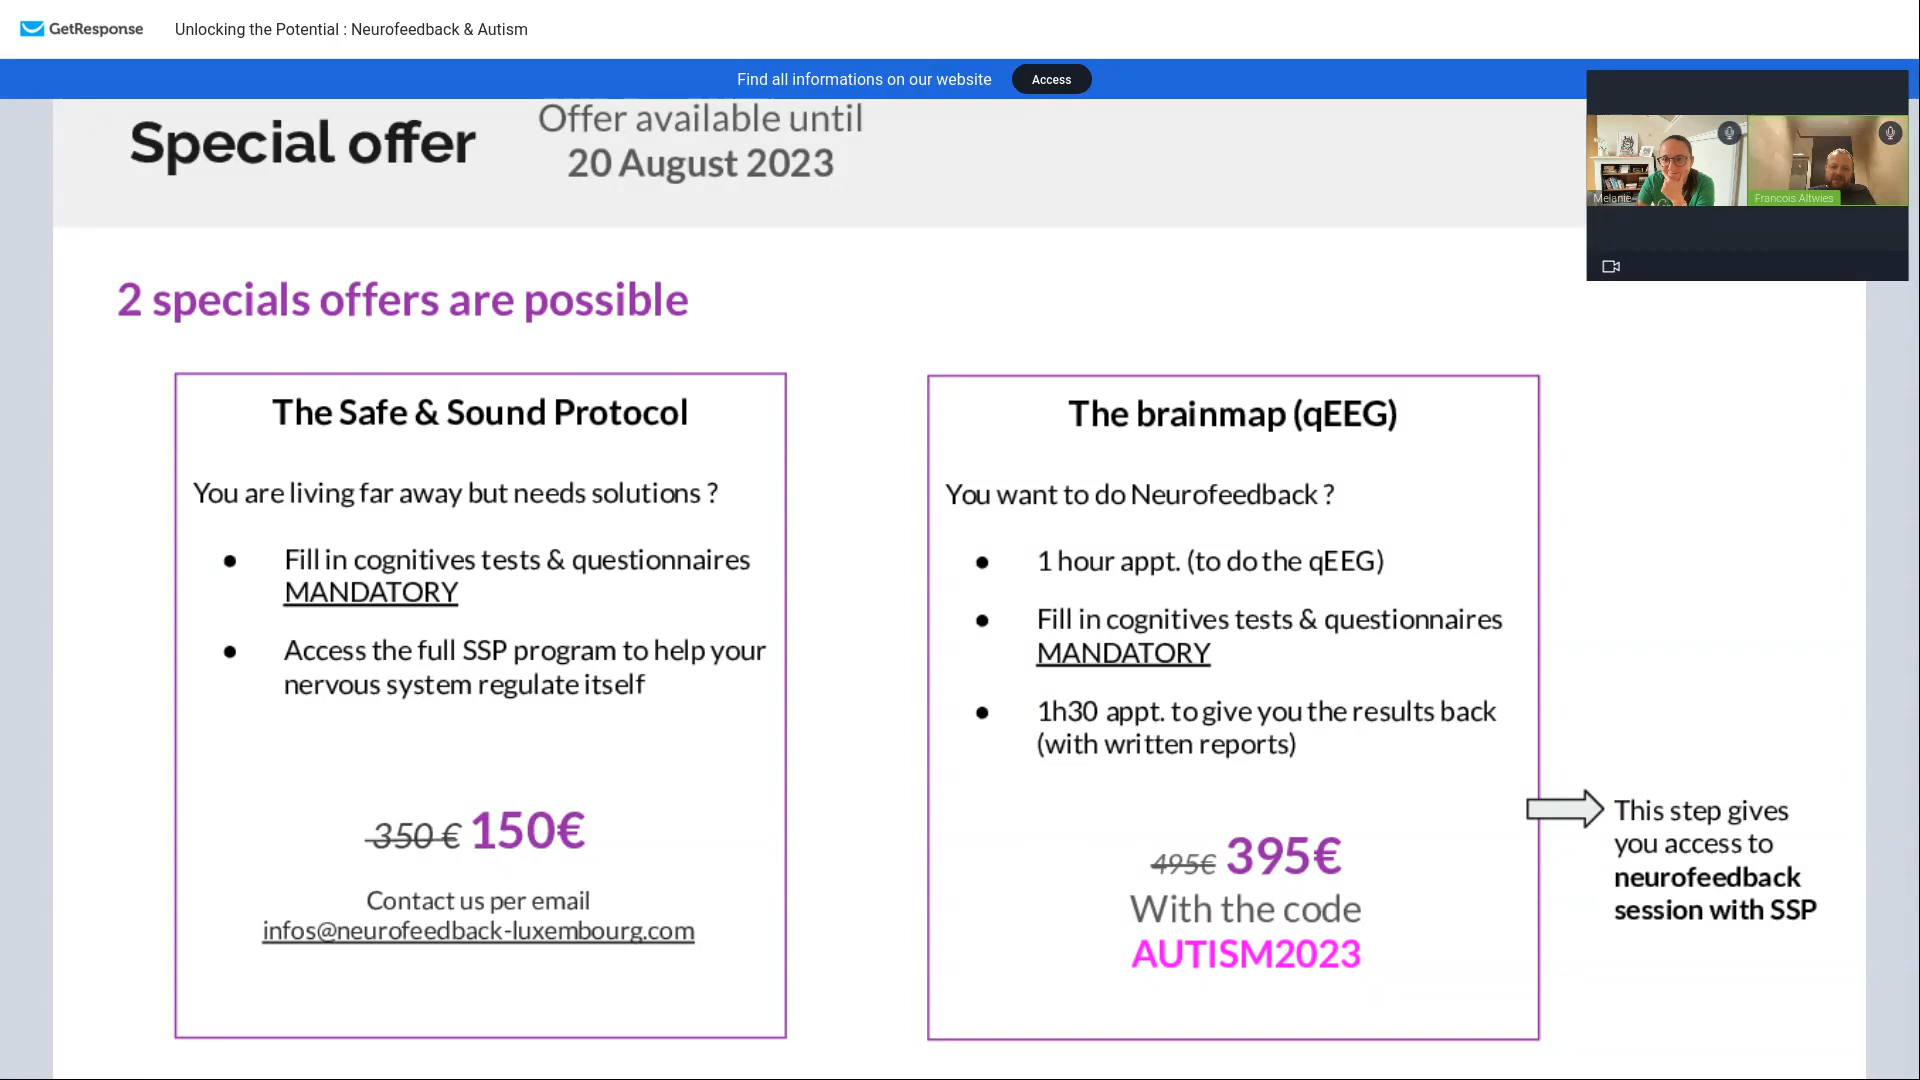 GetResponse
Unlocking the Potential : Neurofeedback & Autism
Find all informations on our website
Access
Special offer
Offer available until
20 August 2023
Melanie
Francois Altwies
2 specials offers are possible
The Safe & Sound Protocol
You are living far away but needs solutions ?
● Fill in cognitives tests & questionnaires
MANDATORY
● Access the full SSP program to help your
nervous system regulate itself
350 € 150€
Contact us per email
infos@neurofeedback-luxembourg.com
The brainmap (qEEG)
You want to do Neurofeedback ?
● 1 hour appt. (to do the qEEG)
● Fill in cognitives tests & questionnaires
MANDATORY
● 1h30 appt. to give you the results back
(with written reports)
495€ 395€
With the code
AUTISM2023
This step gives
you access to
neurofeedback
session with SSP